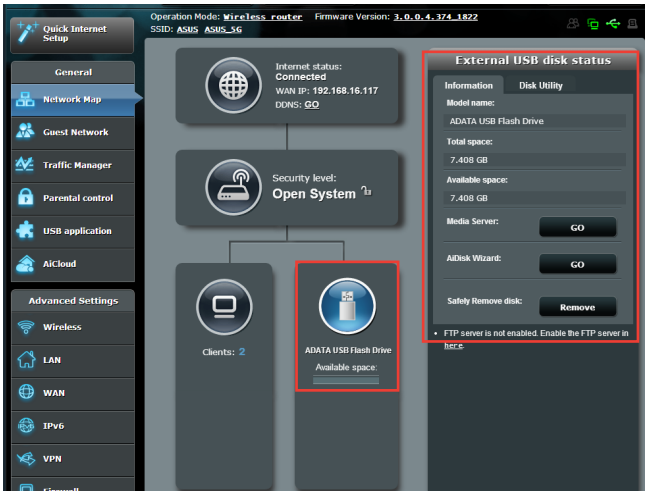 Operation Mode: Wireless router Firmware Version: 3.0.0.4.374_1822
SSID: ASUS ASUS_5G
Quick Internet
Setup
General
Network Map
Guest Network
Traffic Manager
Parental control
USB application
AiCloud
Advanced Settings
Wireless
LAN
WAN
IPv6
VPN
Firewall
Internet status:
Connected
WAN IP: 192.168.16.117
DDNS: GO
Security level:
Open System
Clients: 2
ADATA USB Flash Drive
Available space:
External USB disk status
Information Disk Utility
Model name:
ADATA USB Flash Drive
Total space:
7.408 GB
Available space:
7.408 GB
Media Server: GO
AiDisk Wizard: GO
Safely Remove disk: Remove
• FTP server is not enabled. Enable the FTP server in
here.